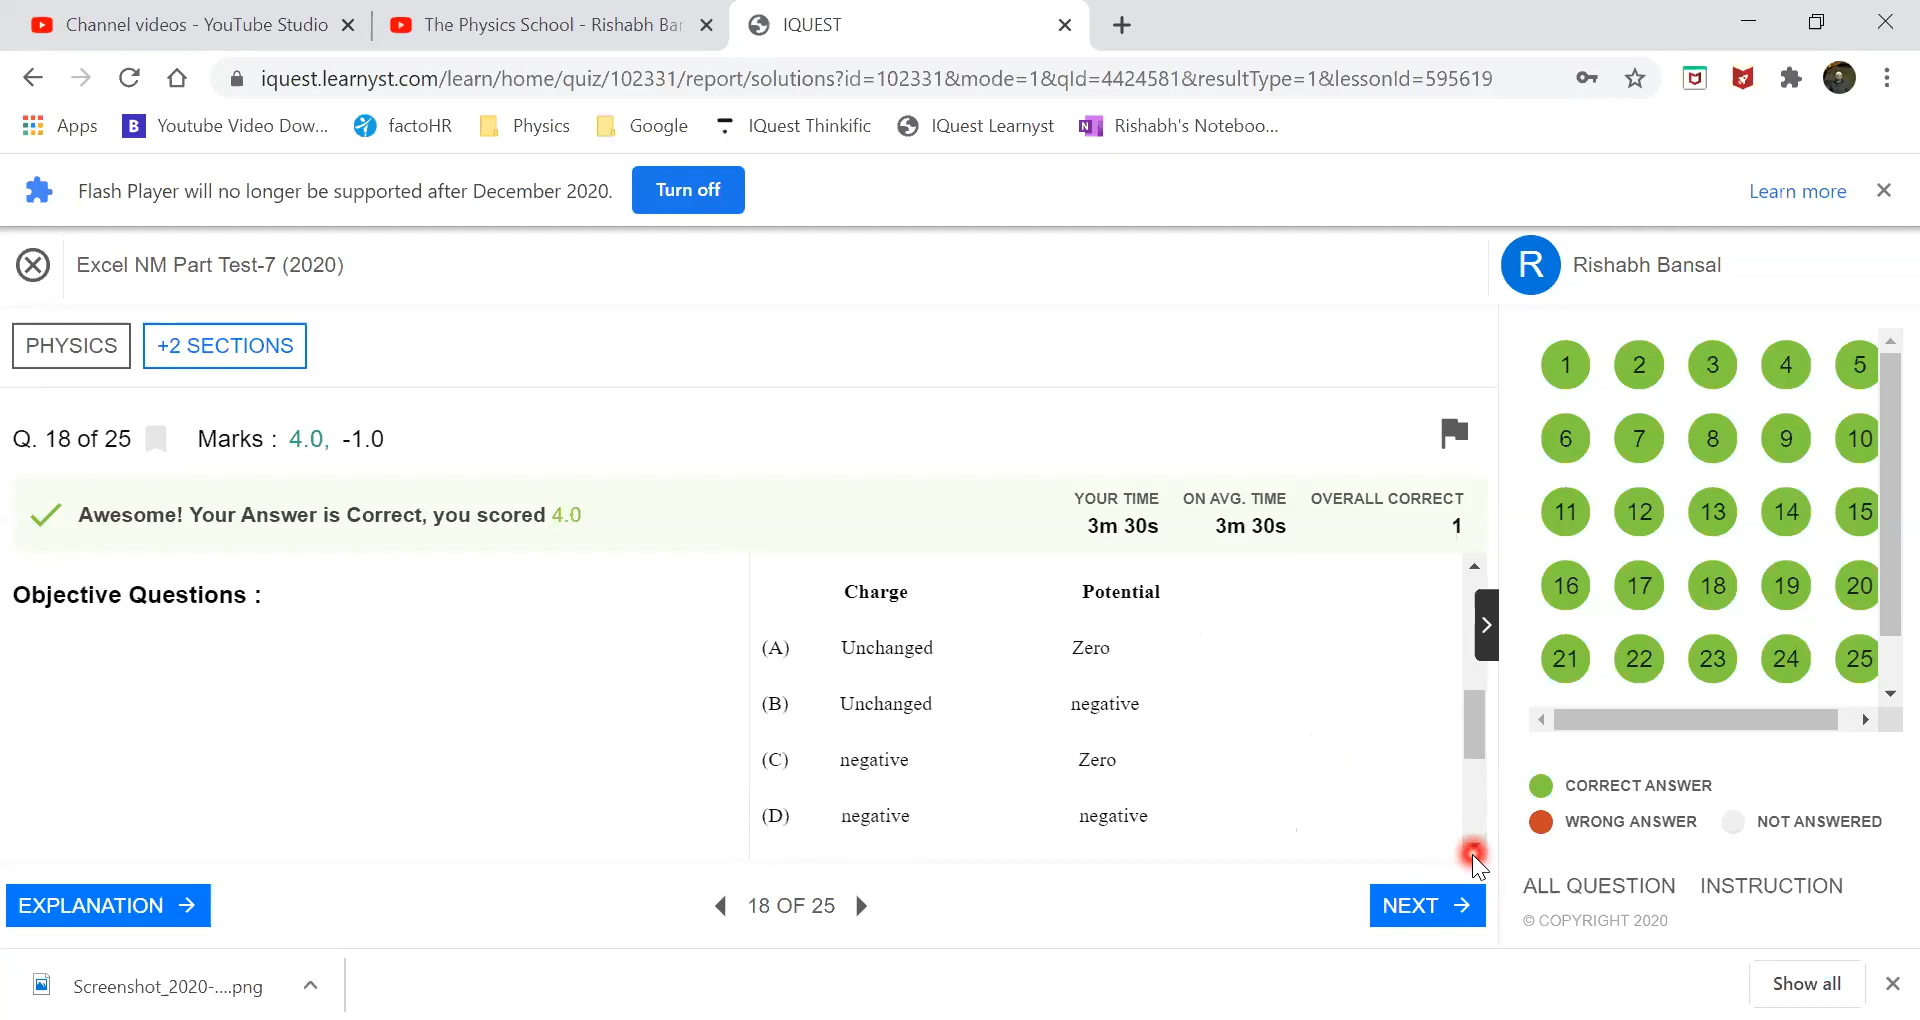 Channel videos - YouTube Studio
The Physics School - Rishabh Bar
IQUEST
iquest.learnyst.com/learn/home/quiz/102331/report/solutions?id=102331&mode=1&qId=4424581&resultType=1&lessonId=595619
Apps
Youtube Video Dow...
factoHR
Physics
Google
IQuest Thinkific
IQuest Learnyst
Rishabh's Noteboo...
Flash Player will no longer be supported after December 2020.
Turn off
Learn more
Excel NM Part Test-7 (2020)
R
Rishabh Bansal
PHYSICS
+2 SECTIONS
Q. 18 of 25
Marks : 4.0, -1.0
Awesome! Your Answer is Correct, you scored 4.0
YOUR TIME ON AVG. TIME OVERALL CORRECT
3m 30s 3m 30s 1
Objective Questions :
Charge Potential
(A) Unchanged Zero
(B) Unchanged negative
(C) negative Zero
(D) negative negative
EXPLANATION
18 OF 25
NEXT
1 2 3 4 5
6 7 8 9 10
11 12 13 14 15
16 17 18 19 20
21 22 23 24 25
CORRECT ANSWER
WRONG ANSWER NOT ANSWERED
ALL QUESTION INSTRUCTION
© COPYRIGHT 2020
Screenshot_2020-....png
Show all